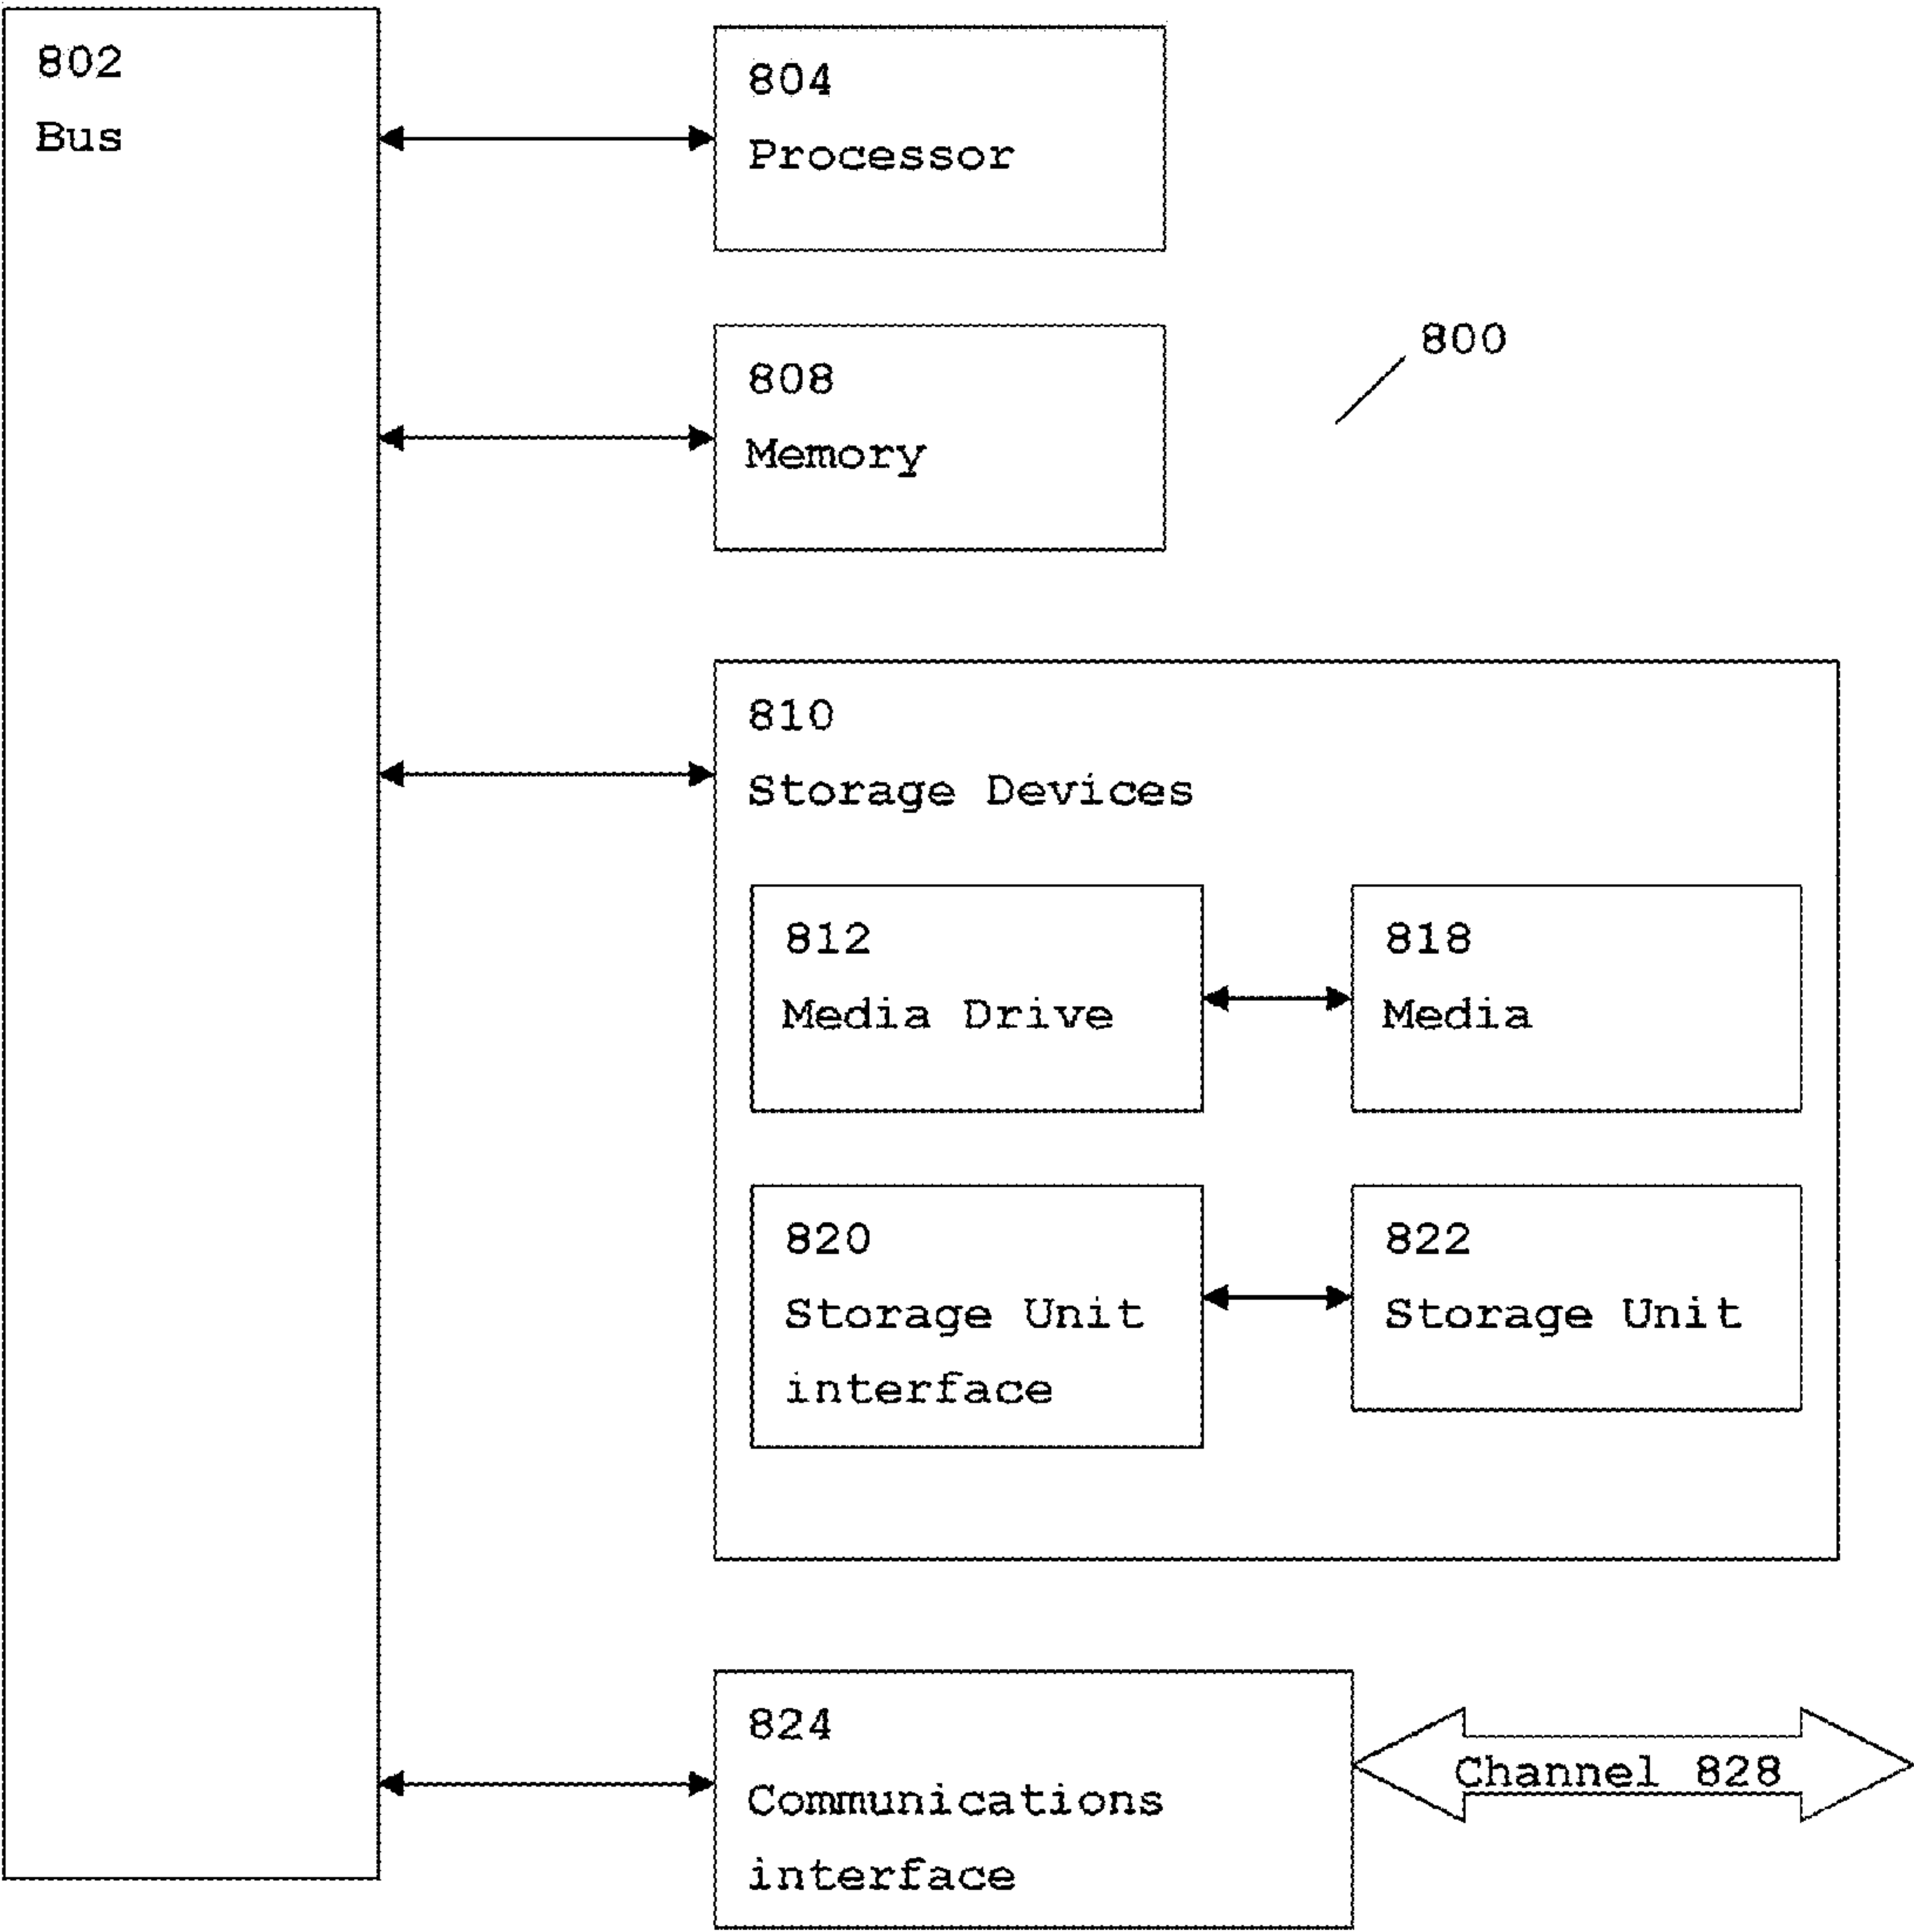 802
Bus
804
Processor
800
808
Memory
810
Storage Devices
812
Media Drive
818
Media
820
Storage Unit
interface
822
Storage Unit
824
Communications
interface
Channel 828